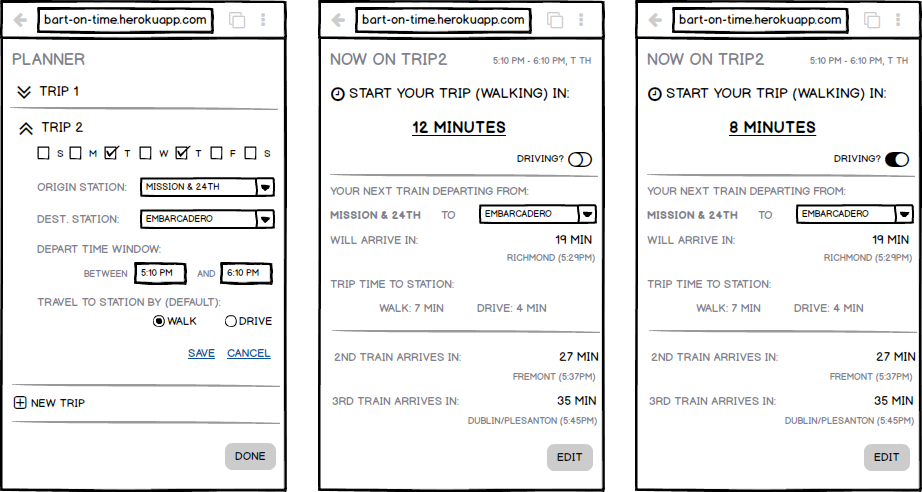 bart-on-time.herokuapp.com
PLANNER
TRIP 1
TRIP 2
S M T W T F S
ORIGIN STATION: MISSION & 24TH
DEST. STATION: EMBARCADERO
DEPART TIME WINDOW:
BETWEEN 5:10 PM AND 6:10 PM
TRAVEL TO STATION BY (DEFAULT):
WALK DRIVE
SAVE CANCEL
NEW TRIP
DONE
bart-on-time.herokuapp.com
NOW ON TRIP2 5:10 PM - 6:10 PM, T TH
START YOUR TRIP (WALKING) IN:
12 MINUTES
DRIVING?
YOUR NEXT TRAIN DEPARTING FROM:
MISSION & 24TH TO EMBARCADERO
WILL ARRIVE IN: 19 MIN
RICHMOND (5:29PM)
TRIP TIME TO STATION:
WALK: 7 MIN DRIVE: 4 MIN
2ND TRAIN ARRIVES IN: 27 MIN
FREMONT (5:37PM)
3RD TRAIN ARRIVES IN: 35 MIN
DUBLIN/PLESANTON (5:45PM)
EDIT
bart-on-time.herokuapp.com
NOW ON TRIP2 5:10 PM - 6:10 PM, T TH
START YOUR TRIP (WALKING) IN:
8 MINUTES
DRIVING?
YOUR NEXT TRAIN DEPARTING FROM:
MISSION & 24TH TO EMBARCADERO
WILL ARRIVE IN: 19 MIN
RICHMOND (5:29PM)
TRIP TIME TO STATION:
WALK: 7 MIN DRIVE: 4 MIN
2ND TRAIN ARRIVES IN: 27 MIN
FREMONT (5:37PM)
3RD TRAIN ARRIVES IN: 35 MIN
DUBLIN/PLESANTON (5:45PM)
EDIT